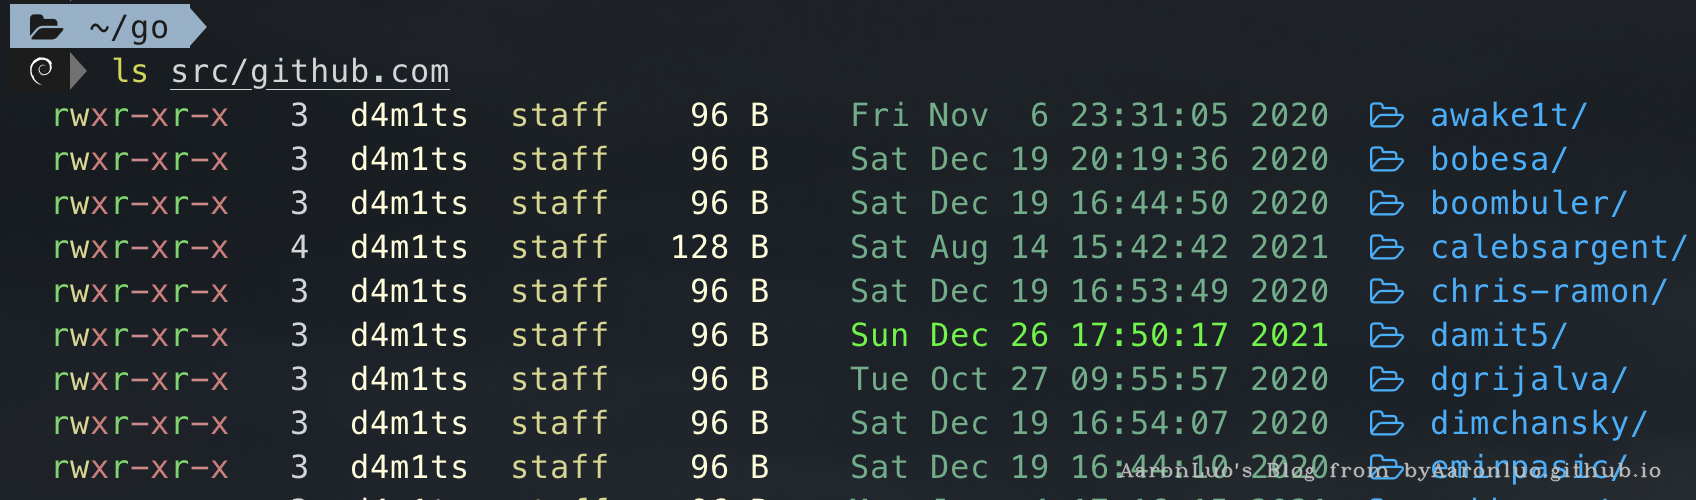 ~/go
ls src/github.com
rwxr-xr-x 3 d4m1ts staff 96 B Fri Nov 6 23:31:05 2020 awake1t/
rwxr-xr-x 3 d4m1ts staff 96 B Sat Dec 19 20:19:36 2020 bobesa/
rwxr-xr-x 3 d4m1ts staff 96 B Sat Dec 19 16:44:50 2020 boombuler/
rwxr-xr-x 4 d4m1ts staff 128 B Sat Aug 14 15:42:42 2021 calebsargent/
rwxr-xr-x 3 d4m1ts staff 96 B Sat Dec 19 16:53:49 2020 chris-ramon/
rwxr-xr-x 3 d4m1ts staff 96 B Sun Dec 26 17:50:17 2021 damit5/
rwxr-xr-x 3 d4m1ts staff 96 B Tue Oct 27 09:55:57 2020 dgrijalva/
rwxr-xr-x 3 d4m1ts staff 96 B Sat Dec 19 16:54:07 2020 dimchansky/
rwxr-xr-x 3 d4m1ts staff 96 B Sat Dec 19 16:44:10 2020 emirpasic/
AaronLuo's Blog from byAaronluo.github.io